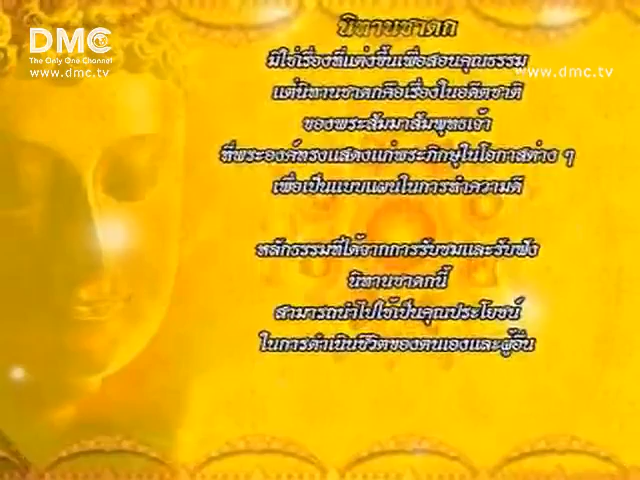 DMC
The Only One Channel
www.dmc.tv
www.dmc.tv
นิทานชาดก
มิใช่เรื่องที่แต่งขึ้นเพื่อสอนคุณธรรม
แต่นิทานชาดกคือเรื่องในอดีตชาติ
ของพระสัมมาสัมพุทธเจ้า
ที่พระองค์ทรงแสดงแก่พระภิกษุในโอกาสต่าง ๆ
เพื่อเป็นแบบแผนในการทำความดี
หลักธรรมที่ได้จากการรับชมและรับฟัง
นิทานชาดกนี้
สามารถนำไปใช้เป็นคุณประโยชน์
ในการดำเนินชีวิตของตนเองและผู้อื่น